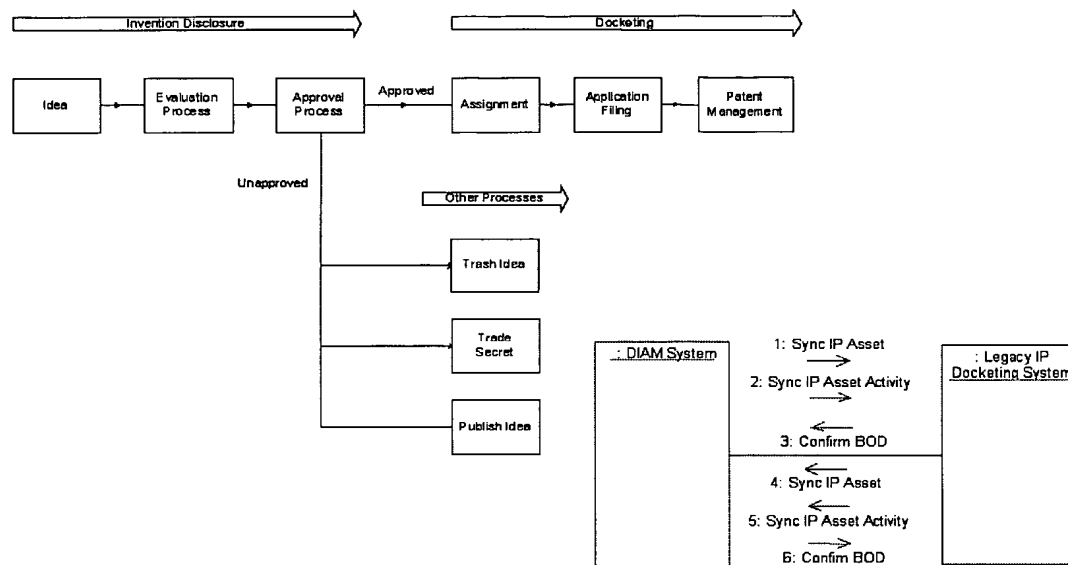 Invention Disclosure
Docketing
Idea
Evaluation
Process
Approval
Process
Approved
Assignment
Application
Filing
Patent
Management
Unapproved
Other Processes
Trash Idea
Trade
Secret
Publish Idea
: DIAM System
1: Sync IP Asset
2: Sync IP Asset Activity
3: Confirm BOD
4: Sync IP Asset
5: Sync IP Asset Activity
6: Confirm BOD
: Legacy IP
Docketing System